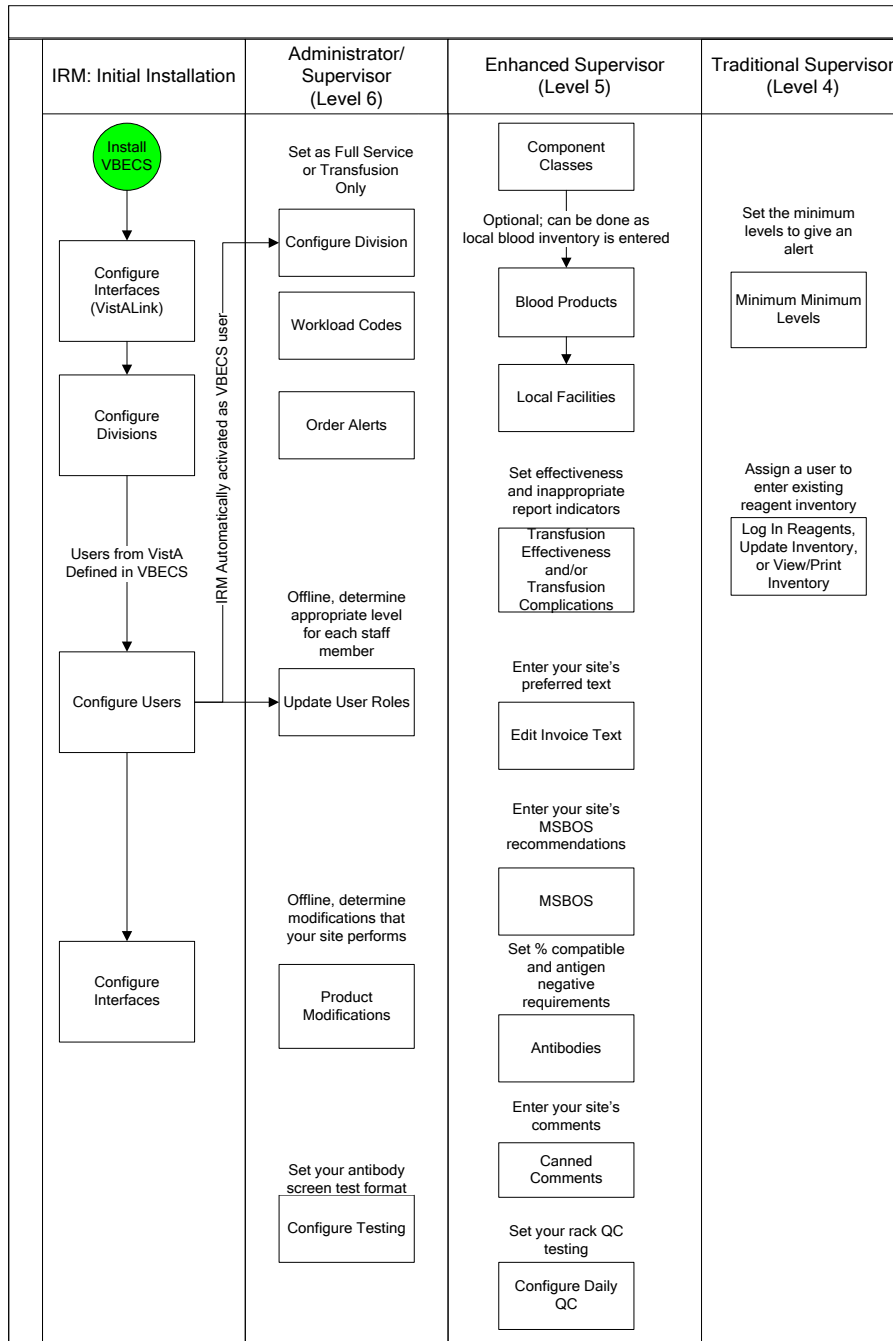 IRM: Initial Installation
Administrator/
Supervisor
(Level 6)
Enhanced Supervisor
(Level 5)
Traditional Supervisor
(Level 4)
Install
VBECS
Configure
Interfaces
(VistALink)
Configure
Divisions
Users from VistA
Defined in VBECS
Configure Users
Configure
Interfaces
IRM Automatically activated as VBECS user
Set as Full Service
or Transfusion
Only
Configure Division
Workload Codes
Order Alerts
Offline, determine
appropriate level
for each staff
member
Update User Roles
Offline, determine
modifications that
your site performs
Product
Modifications
Set your antibody
screen test format
Configure Testing
Component
Classes
Optional; can be done as
local blood inventory is entered
Blood Products
Local Facilities
Set effectiveness
and inappropriate
report indicators
Transfusion
Effectiveness
and/or
Transfusion
Complications
Enter your site's
preferred text
Edit Invoice Text
Enter your site's
MSBOS
recommendations
MSBOS
Set % compatible
and antigen
negative
requirements
Antibodies
Enter your site's
comments
Canned
Comments
Set your rack QC
testing
Configure Daily
QC
Set the minimum
levels to give an
alert
Minimum Minimum
Levels
Assign a user to
enter existing
reagent inventory
Log In Reagents,
Update Inventory,
or View/Print
Inventory